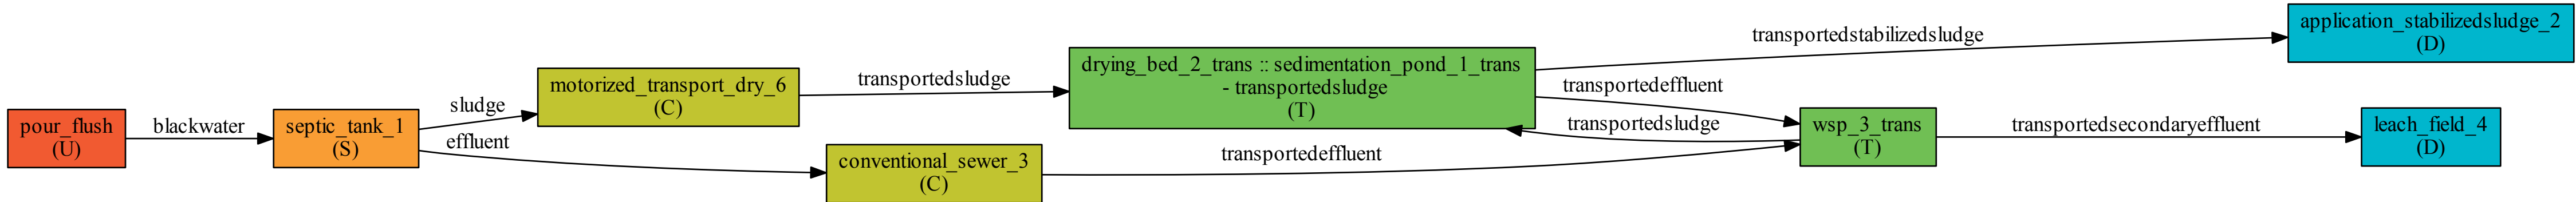 pour_flush
(U)
blackwater
septic_tank_1
(S)
sludge
effluent
motorized_transport_dry_6
(C)
conventional_sewer_3
(C)
transportedsludge
transportedeffluent
drying_bed_2_trans :: sedimentation_pond_1_trans
- transportedsludge
(T)
transportedstabilizedsludge
transportedeffluent
transportedsludge
wsp_3_trans
(T)
transportedsecondaryeffluent
application_stabilizedsludge_2
(D)
leach_field_4
(D)